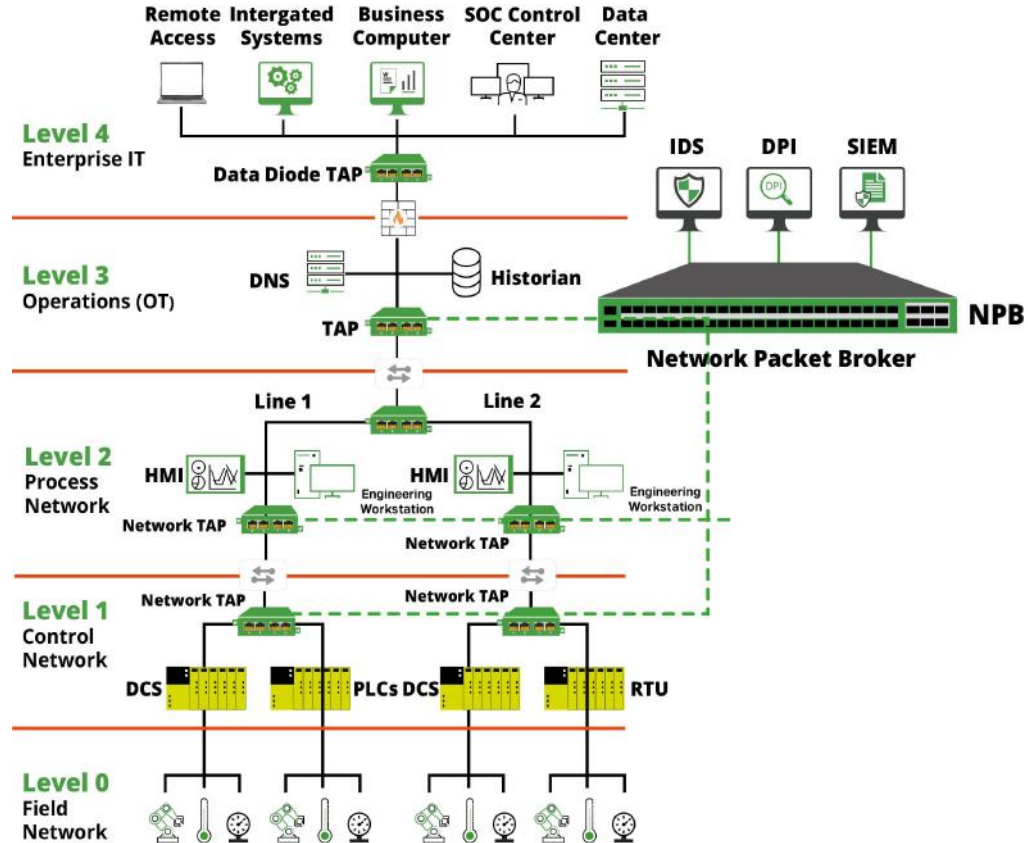 Remote
Access
Intergated
Systems
Business
Computer
SOC Control
Center
Data
Center
Level 4
Enterprise IT
Data Diode TAP
IDS
DPI
SIEM
DPI
Level 3
Operations (OT)
DNS
Historian
TAP
NPB
Network Packet Broker
Line 1
Line 2
Level 2
Process
Network
HMI
Engineering
Workstation
HMI
Engineering
Workstation
Network TAP
Network TAP
Level 1
Control
Network
Network TAP
Network TAP
DCS
PLCs
DCS
RTU
Level 0
Field
Network